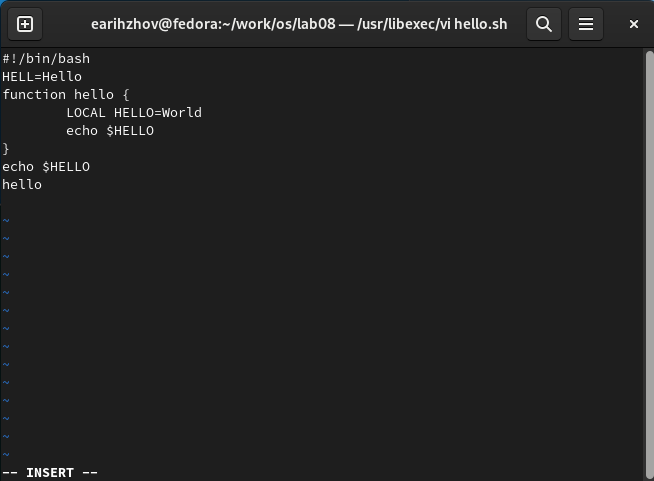 earihzhov@fedora:~/work/os/lab08 — /usr/libexec/vi hello.sh
#!/bin/bash
HELL=Hello
function hello {
        LOCAL HELLO=World
        echo $HELLO
}
echo $HELLO
hello

~
~
~
~
~
~
~
~
~
~
~
~
~
~
-- INSERT --